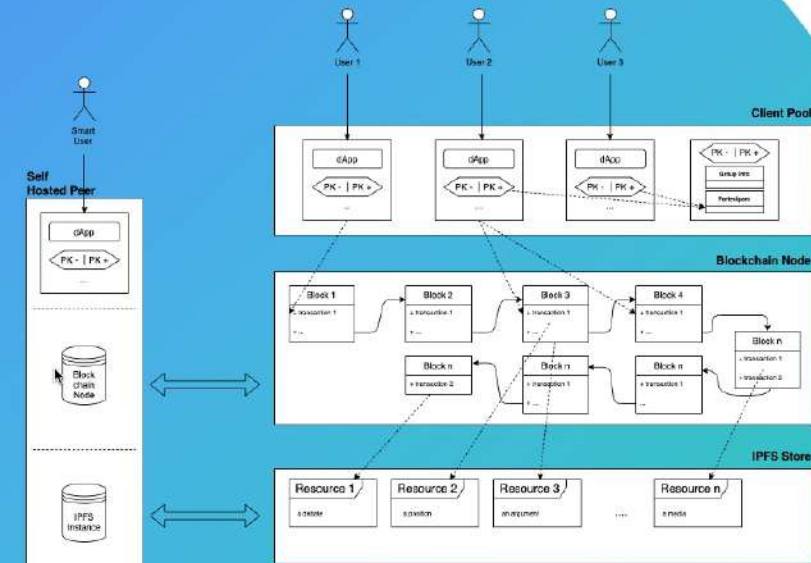 User 1
User 2
User 3
Smart
User
Client Pool
Self
Hosted Peer
dApp
PK - | PK +
....
dApp
PK - | PK +
...
dApp
PK - | PK +
...
dApp
PK - | PK +
...
PK - | PK +
Group info
Blockchain Node
Block 1
+ transaction 1
+ ...
Block 2
+ transaction 1
+ ...
Block 3
+ transaction 1
+ ...
Block 4
+ transaction 1
+ ...
Block n
+ transaction 1
+ transaction 2
Block n
+ transaction 2
Block n
+ transaction 1
+ ...
Block n
+ transaction 1
...
Block
chain
Node
IPFS Store
Resource 1
a debate
Resource 2
a position
Resource 3
an argument
....
Resource n
a media
IPFS
Instance